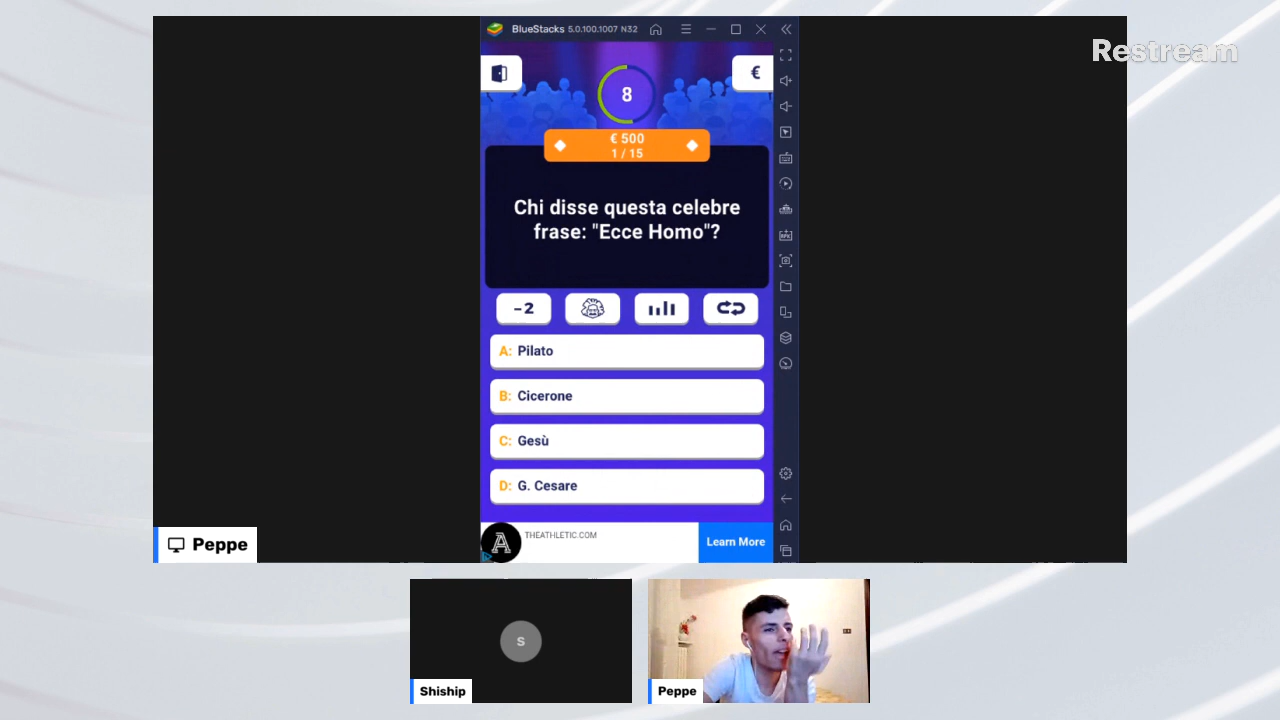 BlueStacks 5.0.100.1007 N32
Restream
€
8
€ 500
1 / 15
Chi disse questa celebre
frase: "Ecce Homo"?
-2
A: Pilato
B: Cicerone
C: Gesù
D: G. Cesare
THEATHLETIC.COM
Learn More
Peppe
S
Shiship
Peppe